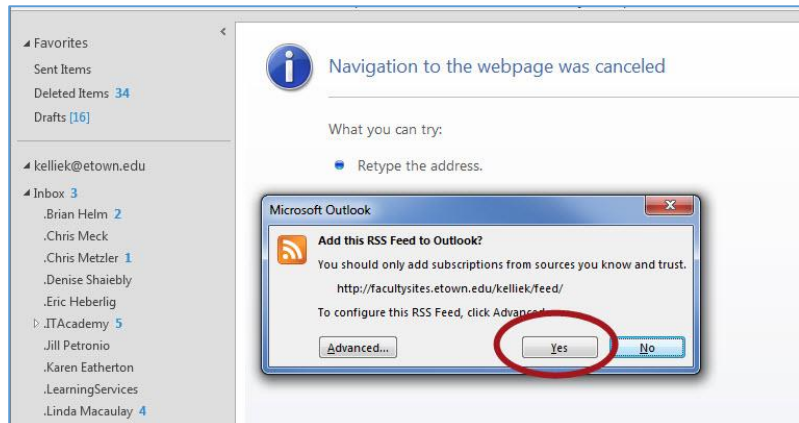 Favorites
Sent Items
Deleted Items 34
Drafts [16]
kelliek@etown.edu
Inbox 3
.Brian Helm 2
.Chris Meck
.Chris Metzler 1
.Denise Shaiebly
.Eric Heberlig
.ITAcademy 5
.Jill Petronio
.Karen Eatherton
.LearningServices
.Linda Macaulay 4
Navigation to the webpage was canceled
What you can try:
Retype the address.
Microsoft Outlook
Add this RSS Feed to Outlook?
You should only add subscriptions from sources you know and trust.
http://facultysites.etown.edu/kelliek/feed/
To configure this RSS Feed, click Advanced.
Advanced... Yes No